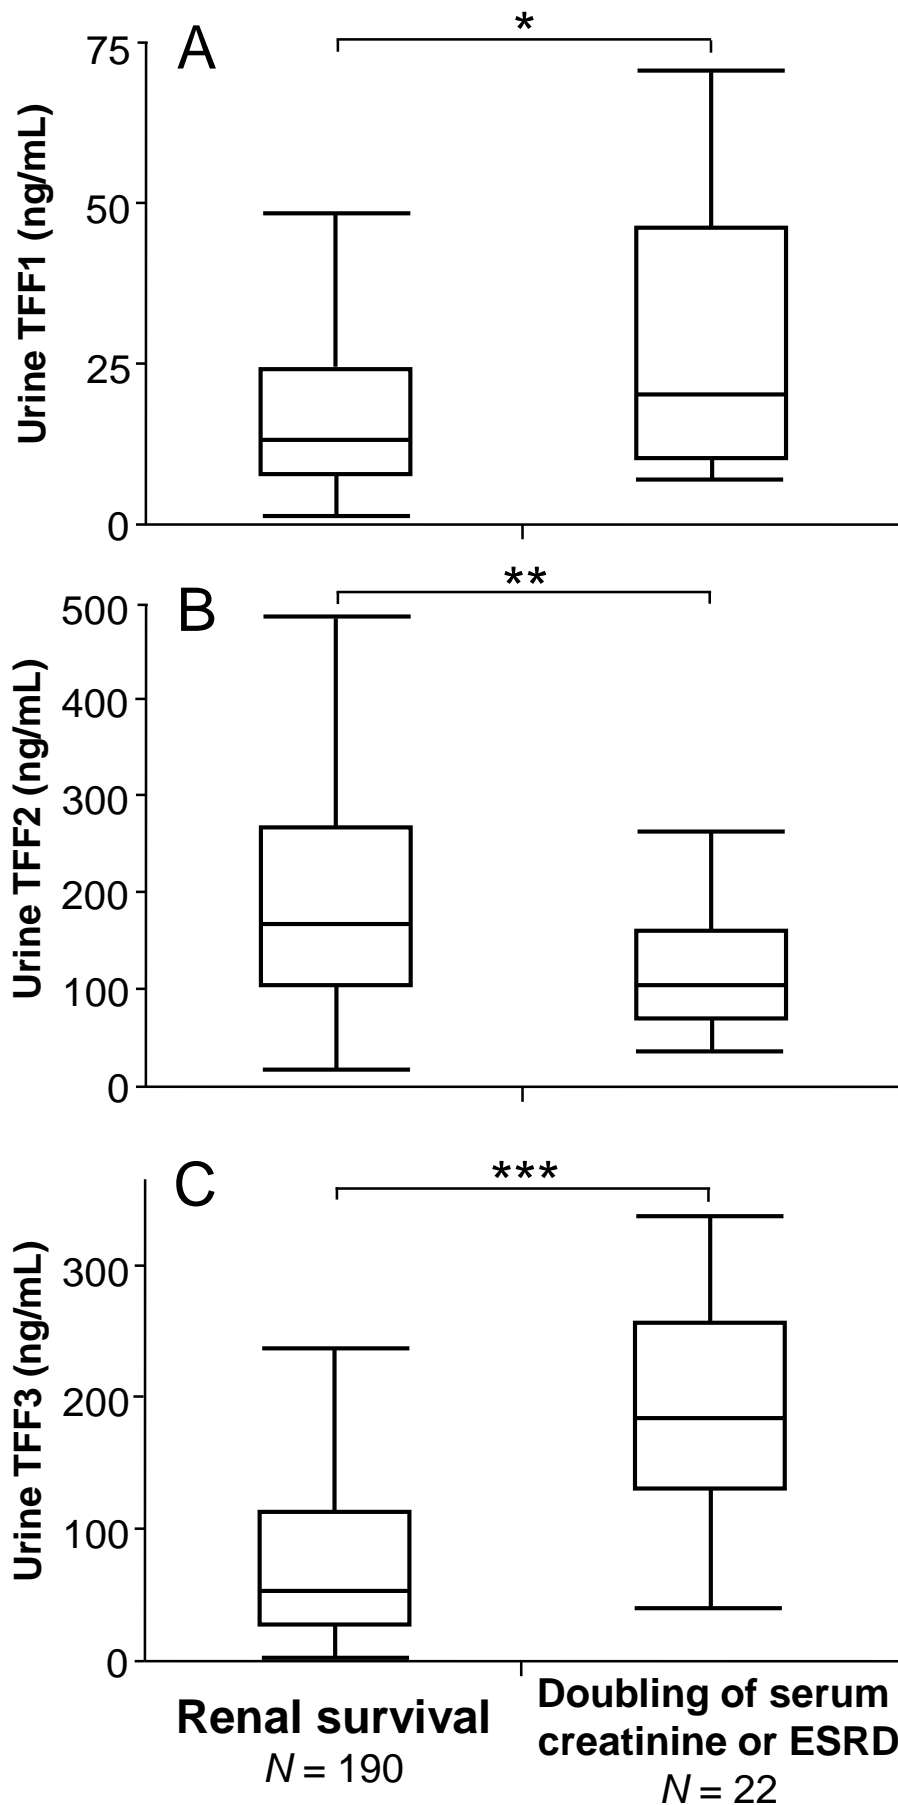 A
*
75
50
25
0
Urine TFF1 (ng/mL)
B
**
500
400
300
200
100
0
Urine TFF2 (ng/mL)
C
***
300
200
100
0
Urine TFF3 (ng/mL)
Renal survival
N = 190
Doubling of serum
creatinine or ESRD
N = 22